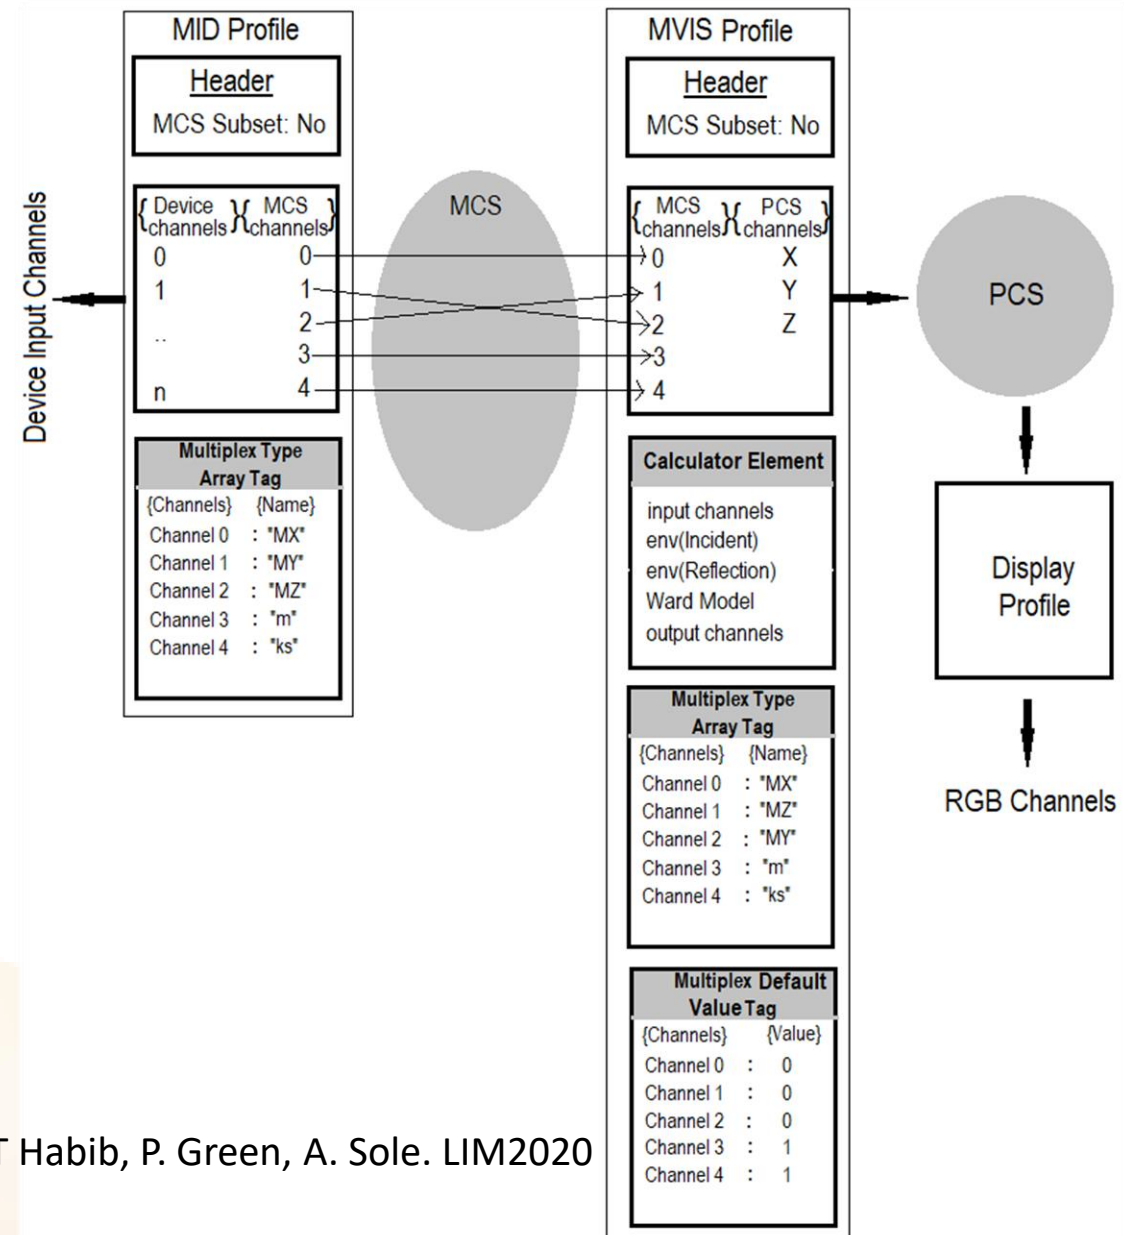 Device Input Channels
MID Profile
Header
MCS Subset: No
{Device channels}{MCS channels}
0 0
1 1
2
.. 3
n 4
Multiplex Type
Array Tag
{Channels} {Name}
Channel 0 : "MX"
Channel 1 : "MY"
Channel 2 : "MZ"
Channel 3 : "m"
Channel 4 : "ks"
MCS
MVIS Profile
Header
MCS Subset: No
{MCS channels}{PCS channels}
0 X
1 Y
2 Z
3
4
Calculator Element
input channels
env(Incident)
env(Reflection)
Ward Model
output channels
Multiplex Type
Array Tag
{Channels} {Name}
Channel 0 : "MX"
Channel 1 : "MZ"
Channel 2 : "MY"
Channel 3 : "m"
Channel 4 : "ks"
Multiplex Default
Value Tag
{Channels} {Value}
Channel 0 : 0
Channel 1 : 0
Channel 2 : 0
Channel 3 : 1
Channel 4 : 1
PCS
Display
Profile
RGB Channels
T Habib, P. Green, A. Sole. LIM2020